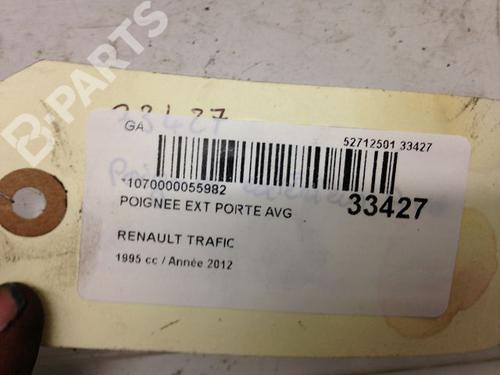 B-PARTS
33427
GA
52712501 33427
*1070000055982
33427
POIGNEE EXT PORTE AVG
RENAULT TRAFIC
1995 cc / Année 2012